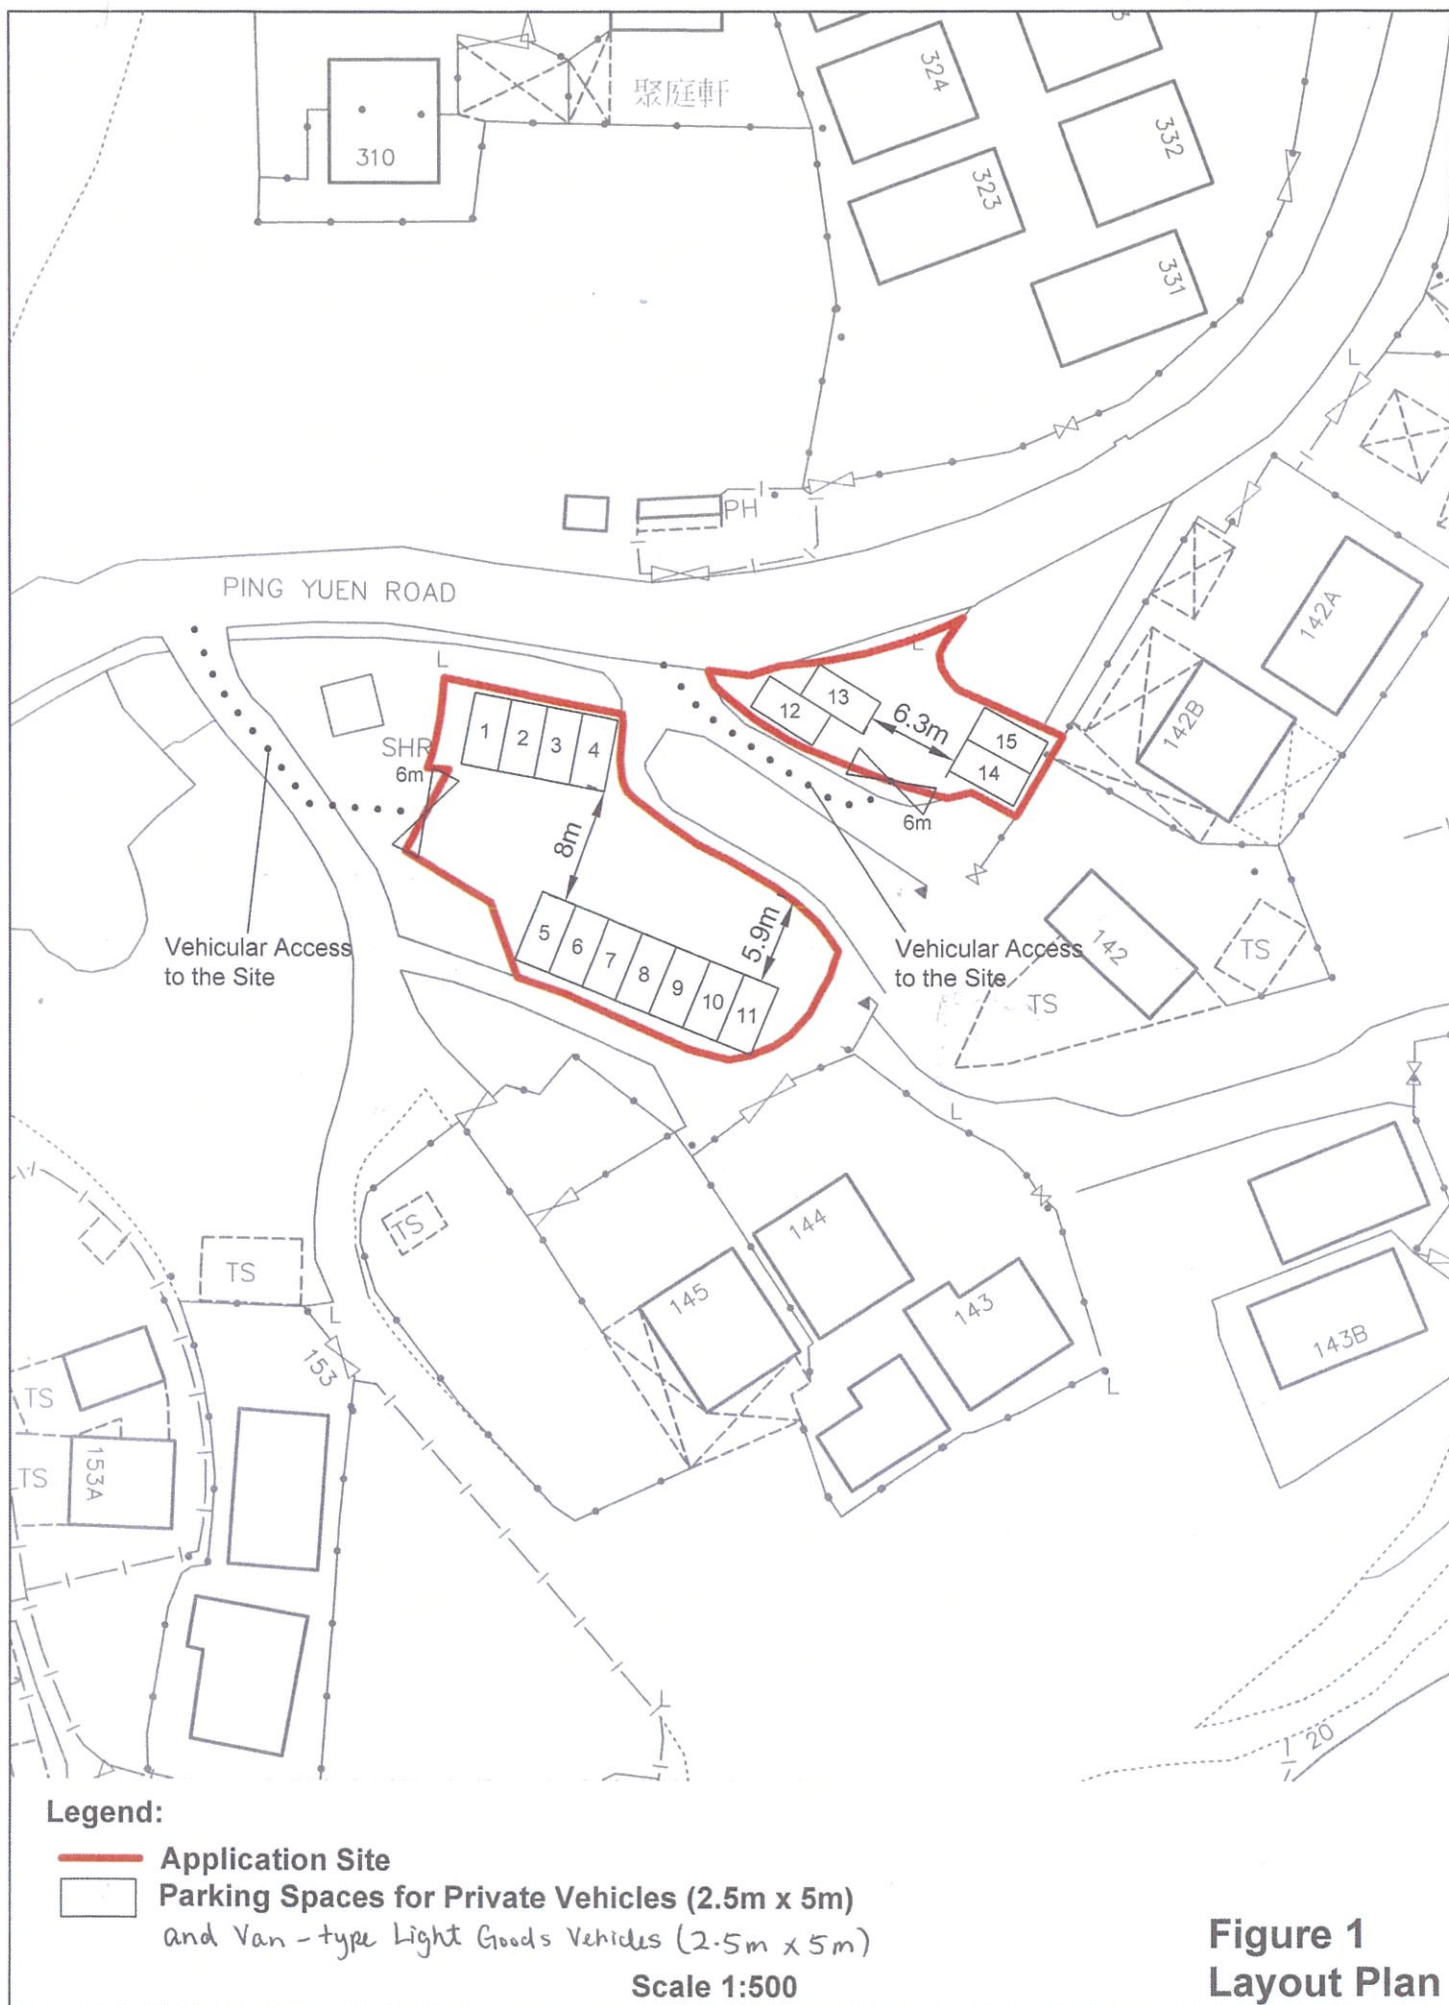 310
聚庭軒
324
332
323
331
L
PH
PING YUEN ROAD
L
L
142A
142B
SHR
6m
1
2
3
4
12
13
6.3m
15
14
6m
8m
5
6
7
8
9
10
11
5.9m
Vehicular Access
to the Site
Vehicular Access
to the Site
142
TS
TS
L
TS
TS
L
153
144
145
143
143B
L
TS
TS
153A
20
Legend:
Application Site
Parking Spaces for Private Vehicles (2.5m x 5m)
and Van-type Light Goods Vehicles (2.5m x 5m)
Scale 1:500
Figure 1
Layout Plan